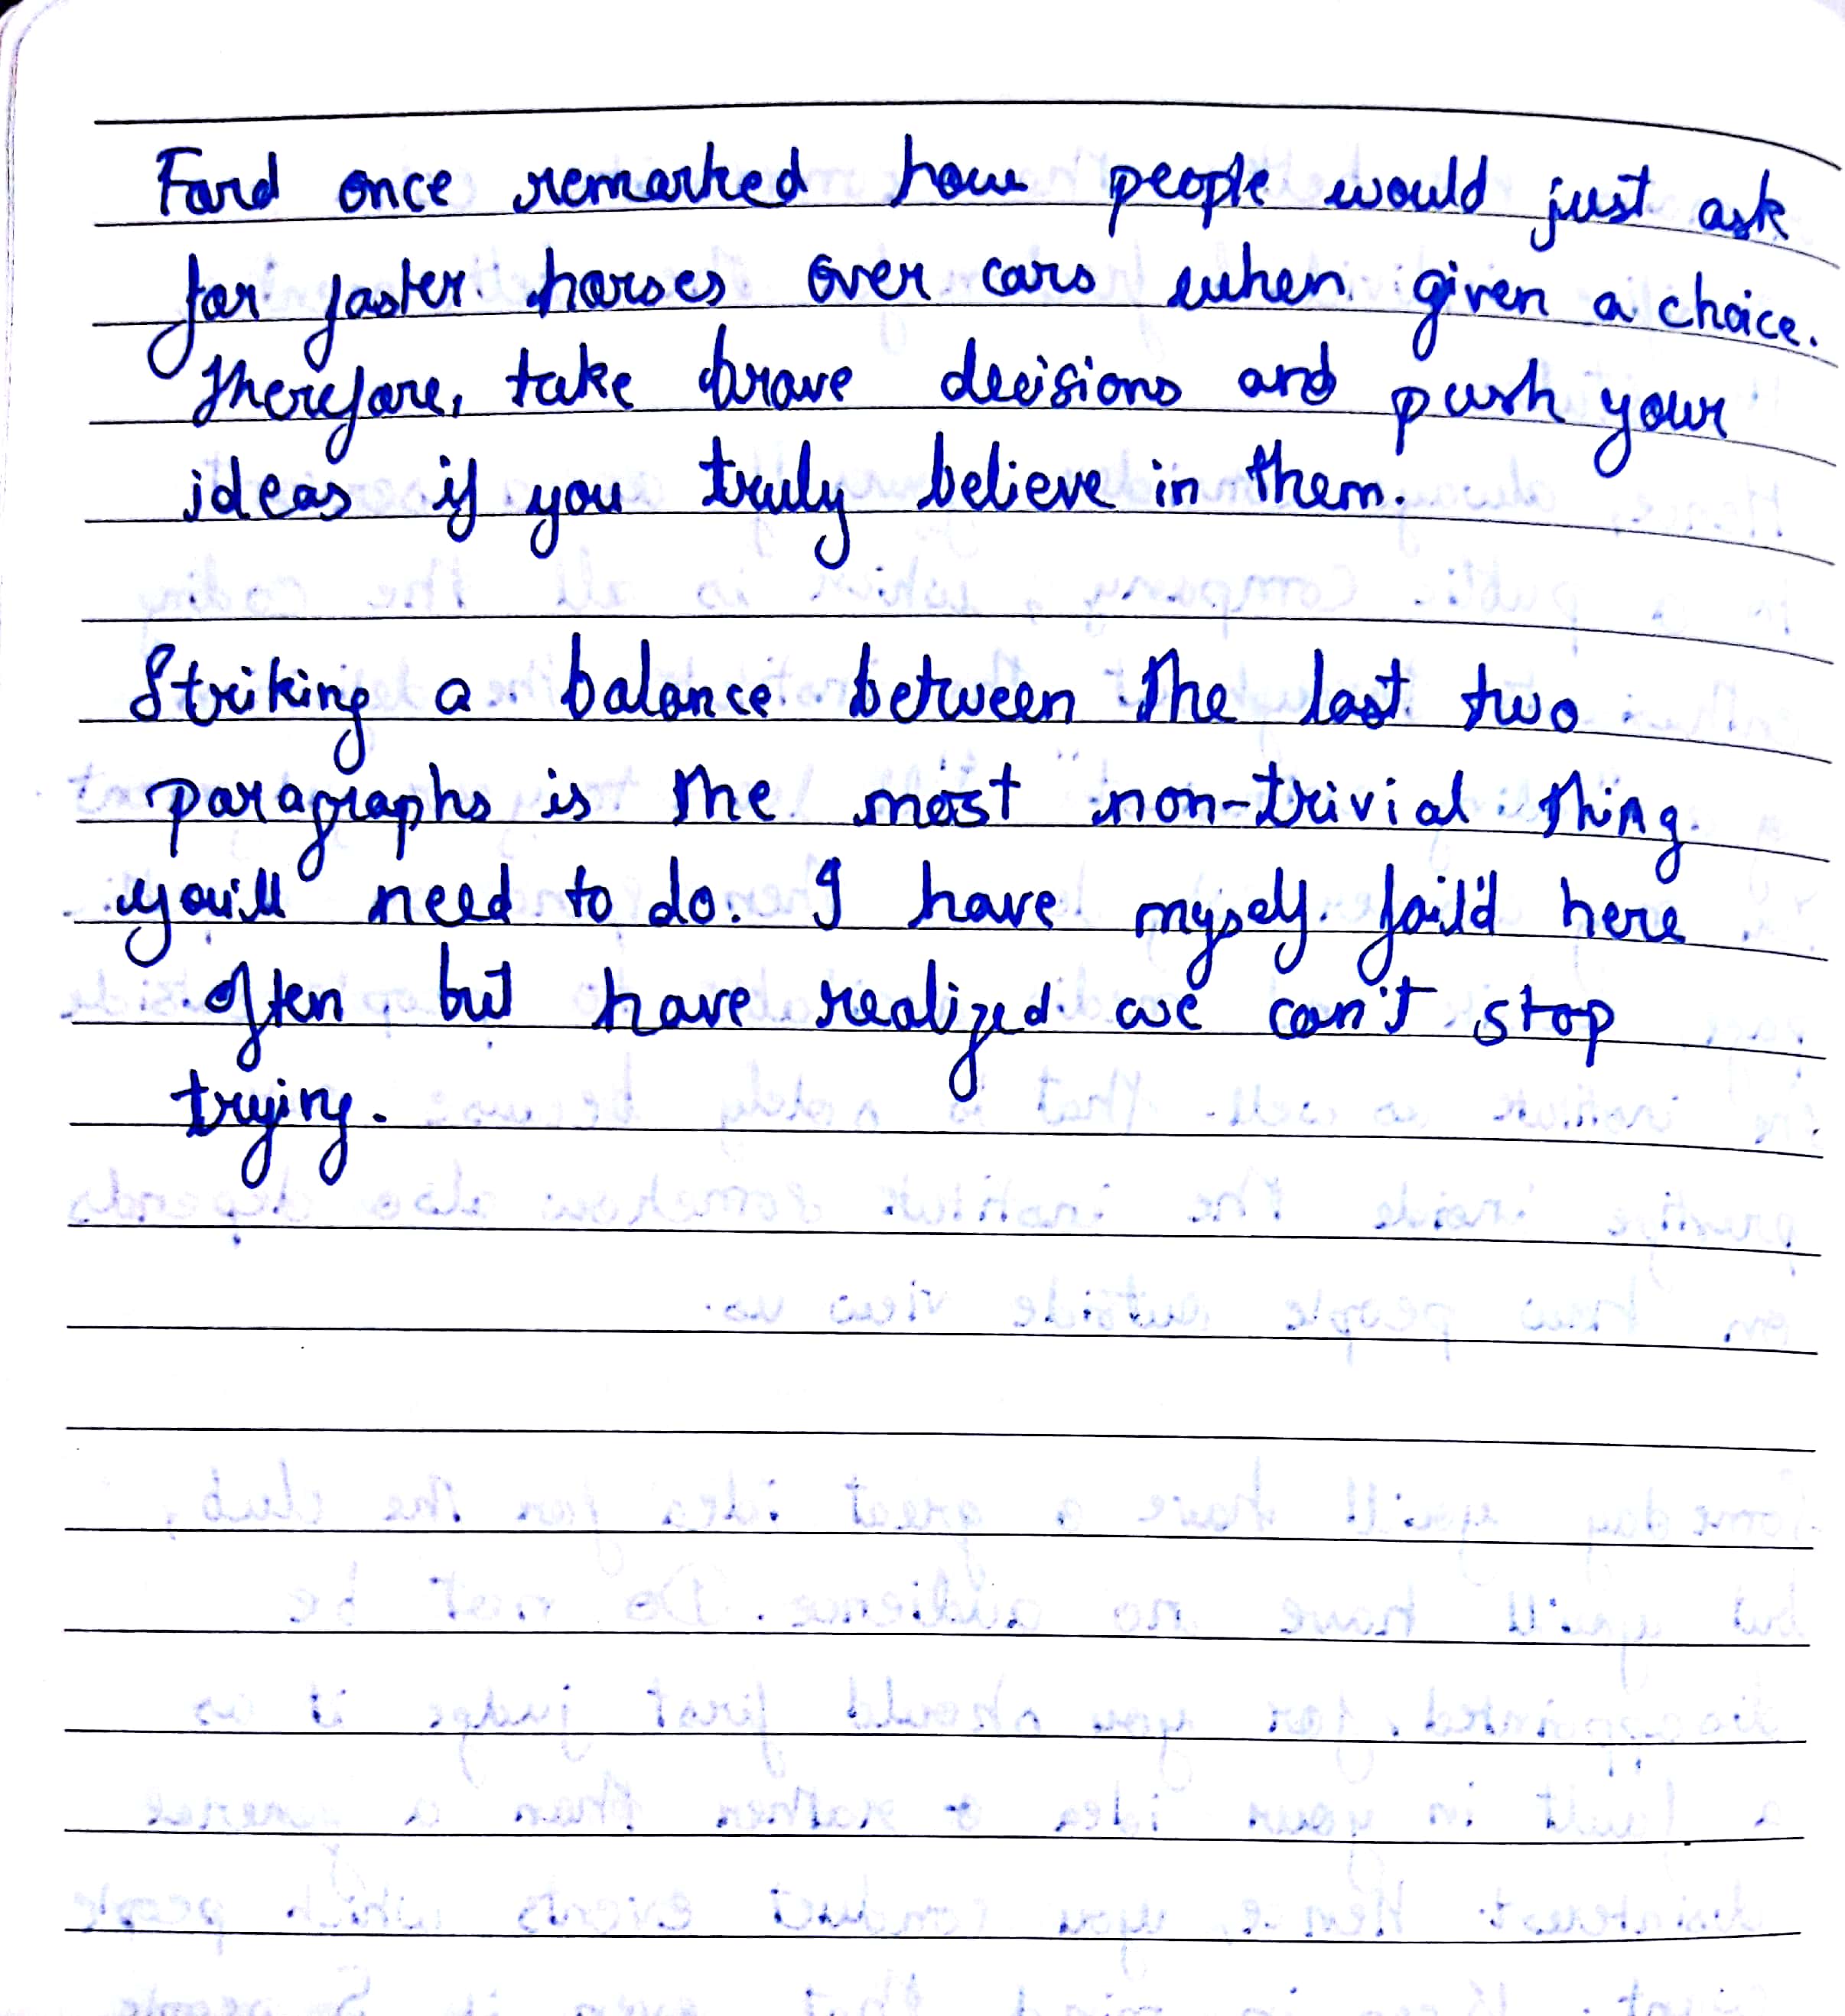 Ford once remarked how people would just ask
for faster horses over cars when given a choice.
Therefore, take brave decisions and push your
ideas if you truly believe in them.
Striking a balance between the last two
paragraphs is the most non-trivial thing
you'll need to do. I have myself fail'd here
often but have realized we can't stop
trying.